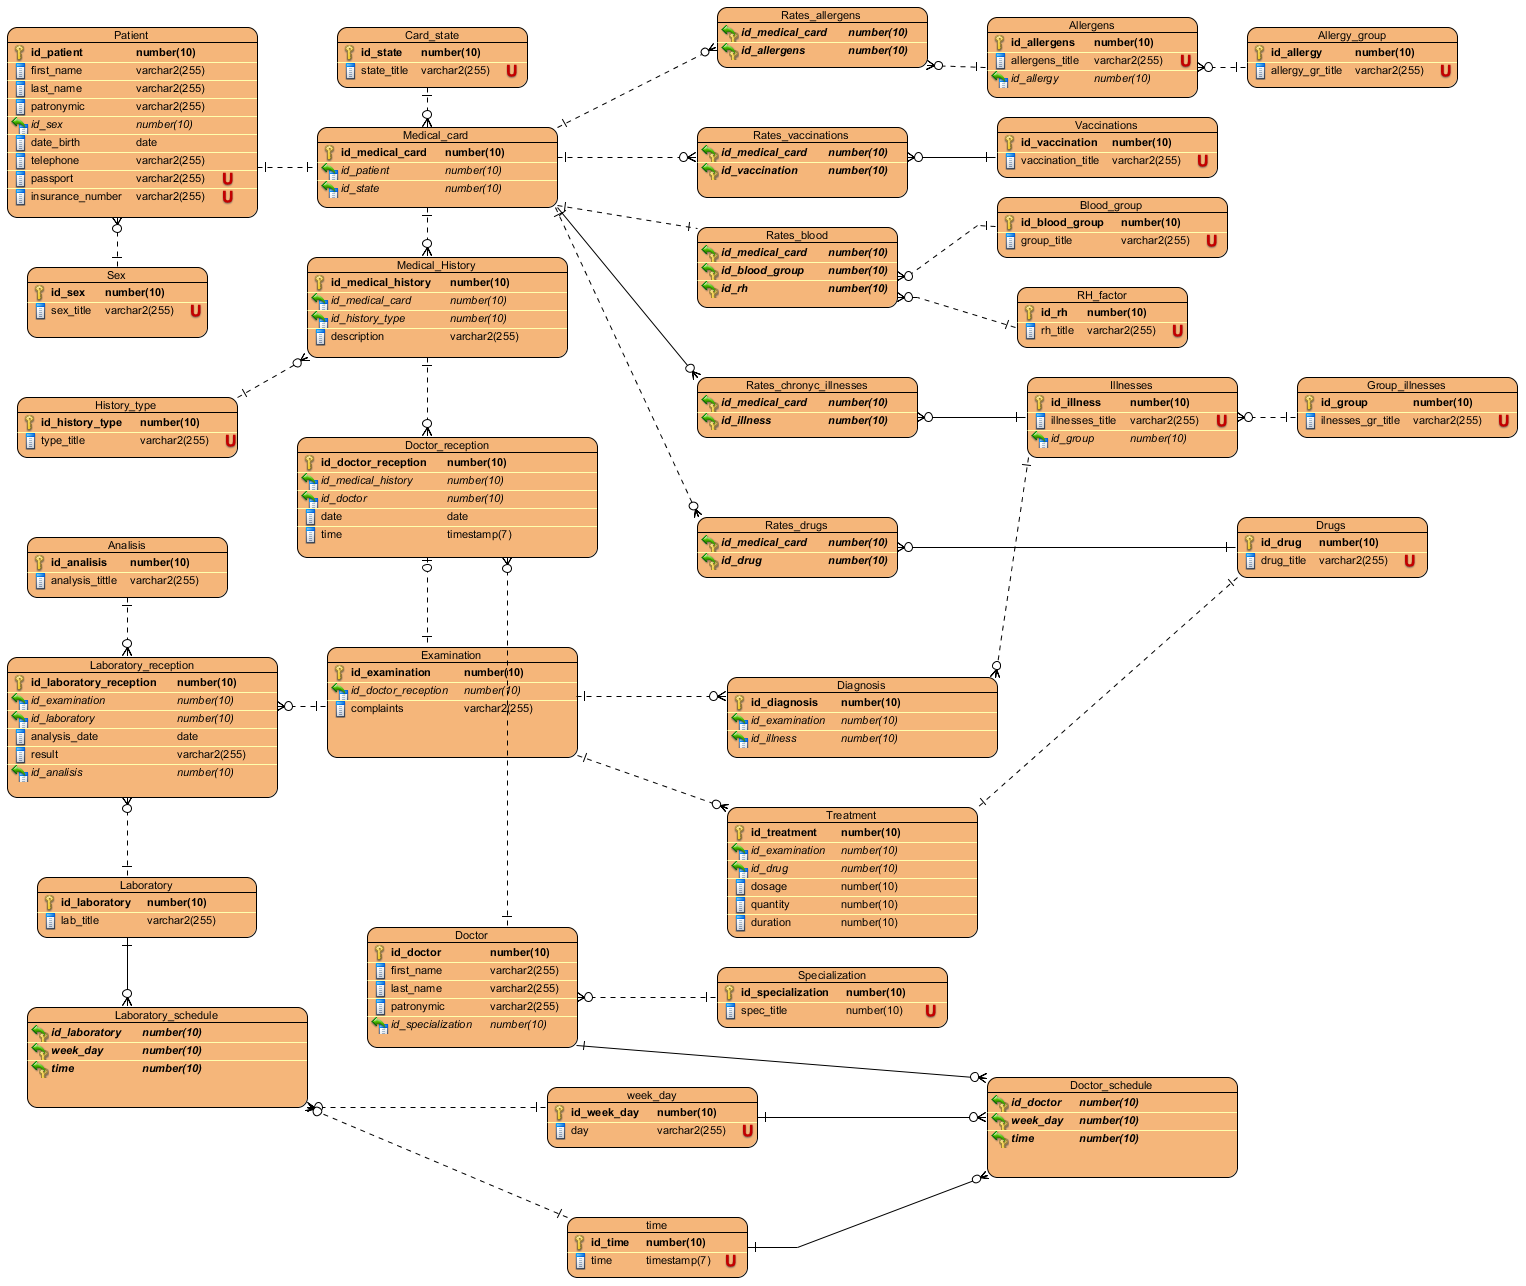 Patient
id_patient number(10)
first_name varchar2(255)
last_name varchar2(255)
patronymic varchar2(255)
id_sex number(10)
date_birth date
telephone varchar2(255)
passport varchar2(255) U
insurance_number varchar2(255) U
Card_state
id_state number(10)
state_title varchar2(255) U
Rates_allergens
id_medical_card number(10)
id_allergens number(10)
Allergens
id_allergens number(10)
allergens_title varchar2(255) U
id_allergy number(10)
Allergy_group
id_allergy number(10)
allergy_gr_title varchar2(255) U
Medical_card
id_medical_card number(10)
id_patient number(10)
id_state number(10)
Rates_vaccinations
id_medical_card number(10)
id_vaccination number(10)
Vaccinations
id_vaccination number(10)
vaccination_title varchar2(255) U
Blood_group
id_blood_group number(10)
group_title varchar2(255) U
Rates_blood
id_medical_card number(10)
id_blood_group number(10)
id_rh number(10)
RH_factor
id_rh number(10)
rh_title varchar2(255) U
Sex
id_sex number(10)
sex_title varchar2(255) U
Medical_History
id_medical_history number(10)
id_medical_card number(10)
id_history_type number(10)
description varchar2(255)
History_type
id_history_type number(10)
type_title varchar2(255) U
Rates_chronyc_illnesses
id_medical_card number(10)
id_illness number(10)
Illnesses
id_illness number(10)
illnesses_title varchar2(255) U
id_group number(10)
Group_illnesses
id_group number(10)
ilnesses_gr_title varchar2(255) U
Doctor_reception
id_doctor_reception number(10)
id_medical_history number(10)
id_doctor number(10)
date date
time timestamp(7)
Rates_drugs
id_medical_card number(10)
id_drug number(10)
Drugs
id_drug number(10)
drug_title varchar2(255) U
Analisis
id_analisis number(10)
analysis_tittle varchar2(255)
Laboratory_reception
id_laboratory_reception number(10)
id_examination number(10)
id_laboratory number(10)
analysis_date date
result varchar2(255)
id_analisis number(10)
Examination
id_examination number(10)
id_doctor_reception number(10)
complaints varchar2(255)
Diagnosis
id_diagnosis number(10)
id_examination number(10)
id_illness number(10)
Treatment
id_treatment number(10)
id_examination number(10)
id_drug number(10)
dosage number(10)
quantity number(10)
duration number(10)
Laboratory
id_laboratory number(10)
lab_title varchar2(255)
Doctor
id_doctor number(10)
first_name varchar2(255)
last_name varchar2(255)
patronymic varchar2(255)
id_specialization number(10)
Specialization
id_specialization number(10)
spec_title number(10) U
Laboratory_schedule
id_laboratory number(10)
week_day number(10)
time number(10)
week_day
id_week_day number(10)
day varchar2(255) U
Doctor_schedule
id_doctor number(10)
week_day number(10)
time number(10)
time
id_time number(10)
time timestamp(7) U